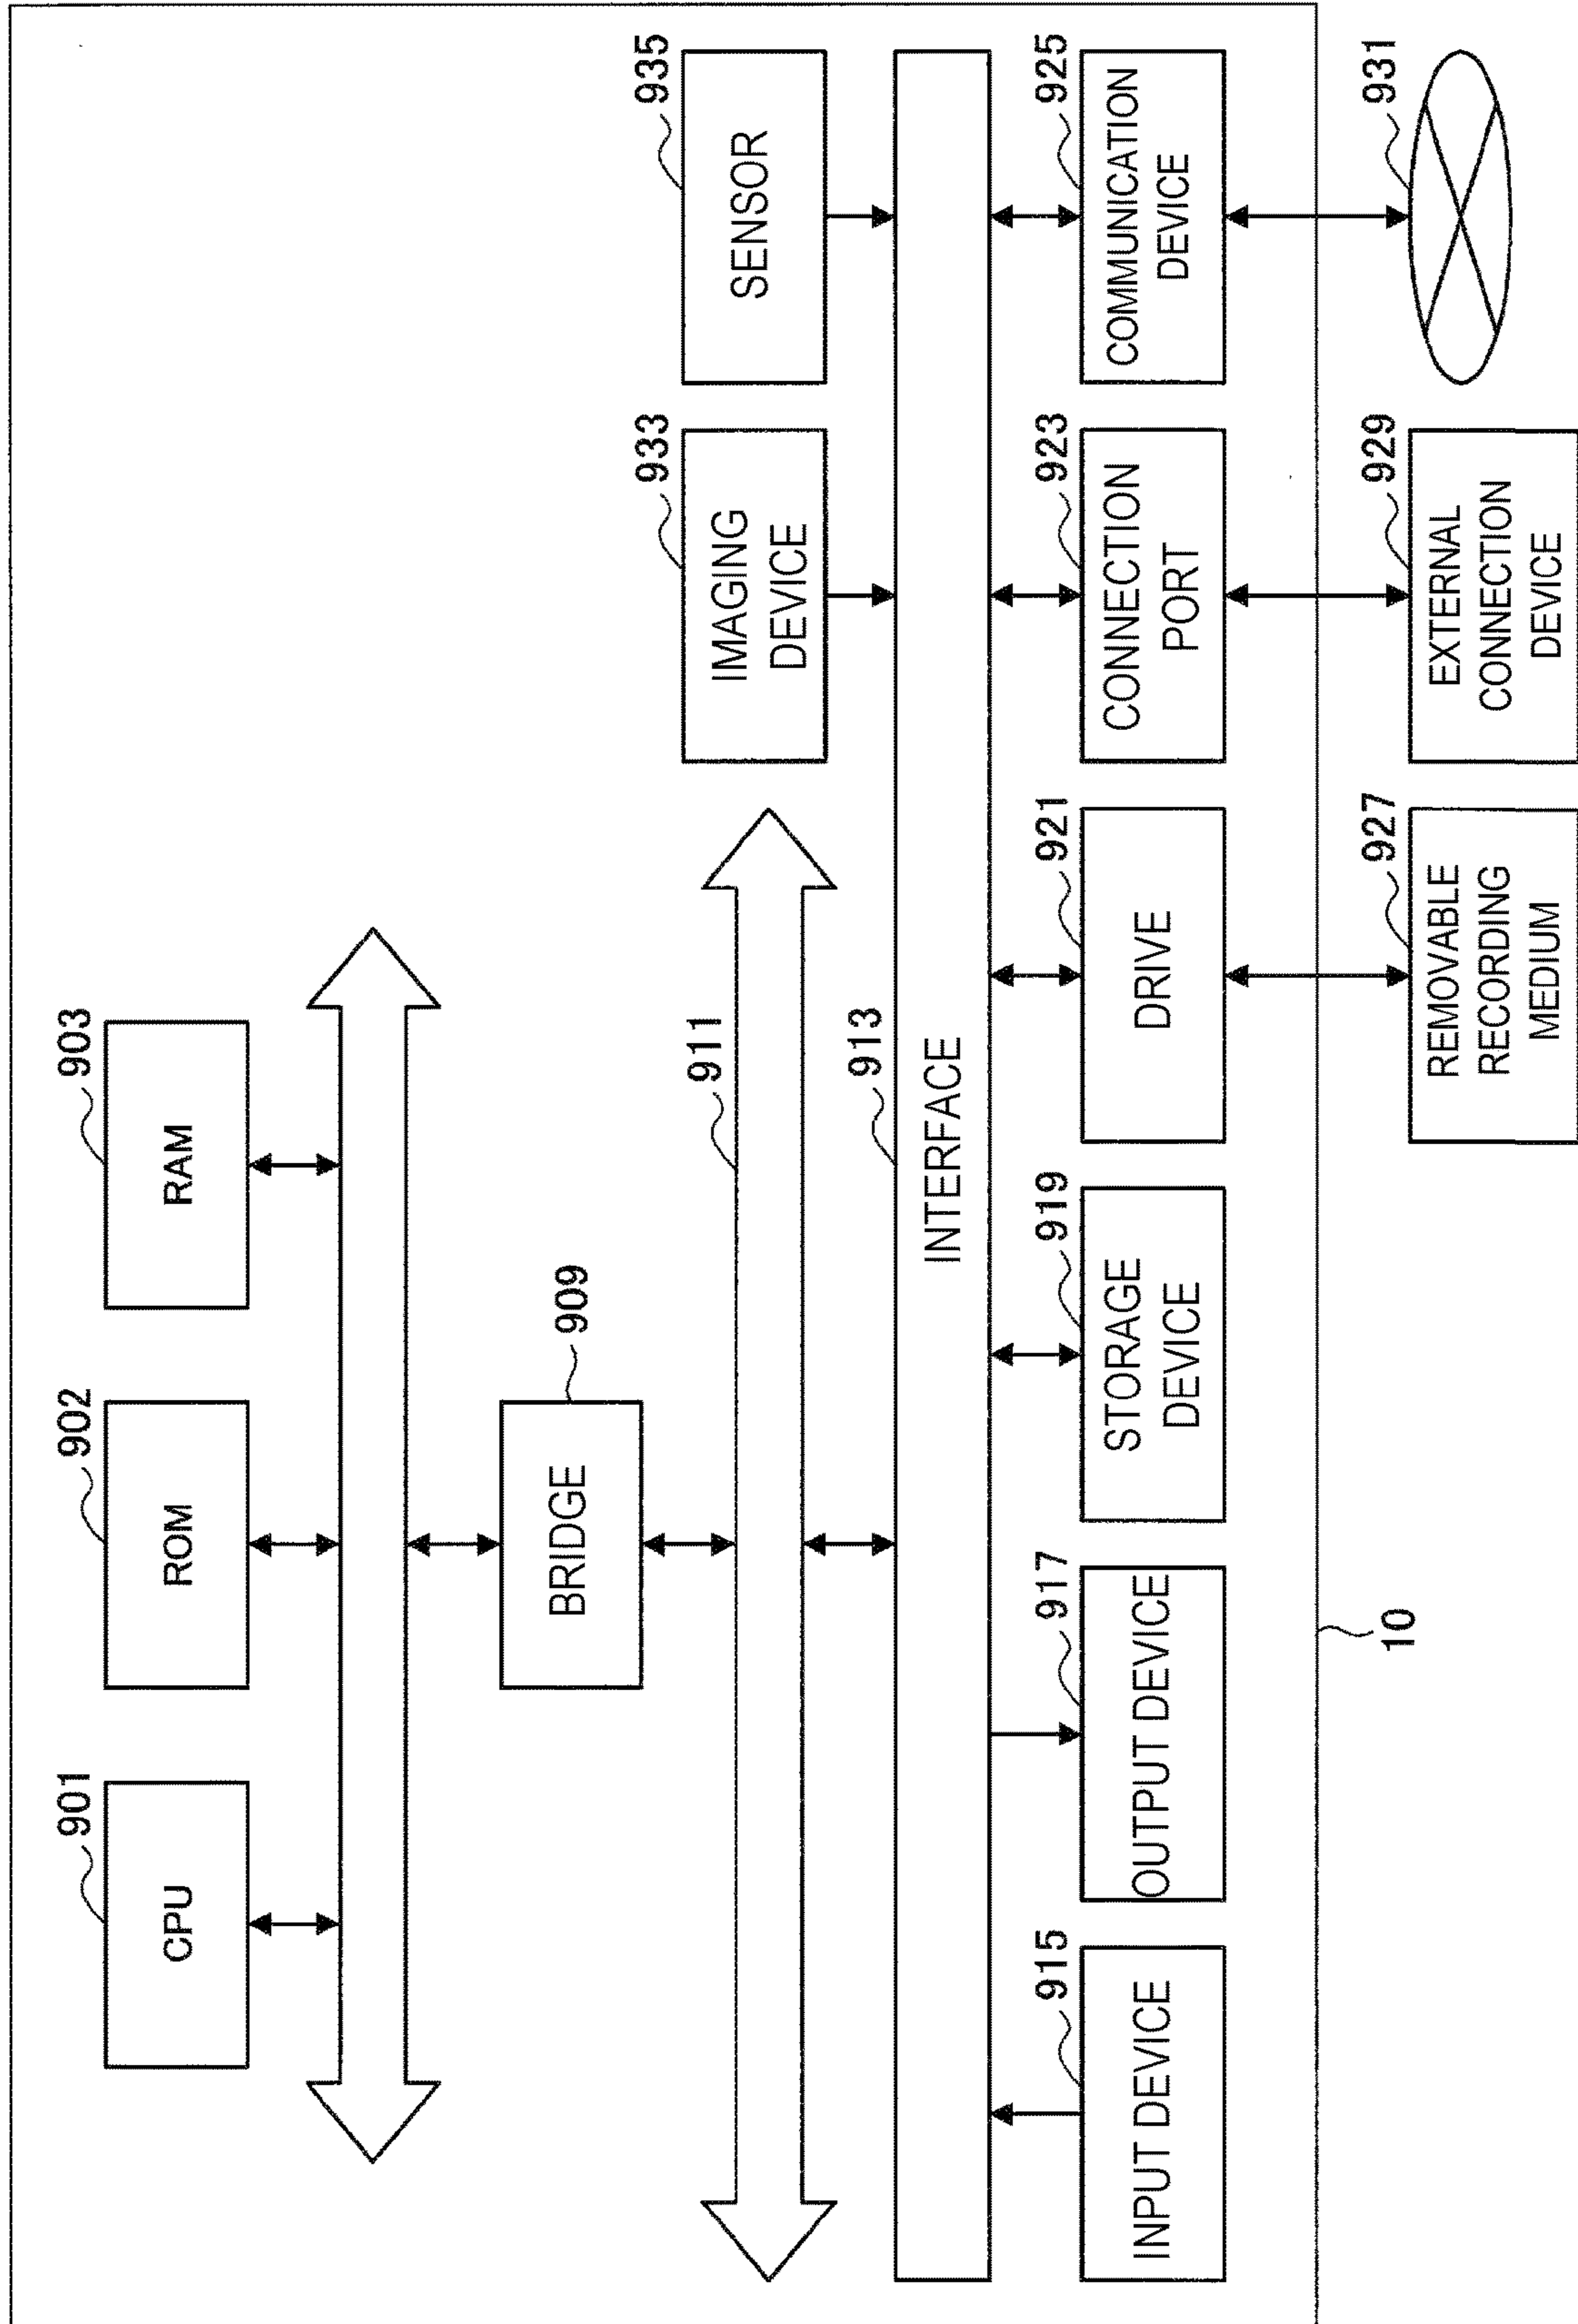 901
CPU
902
ROM
903
RAM
909
BRIDGE
911
933
IMAGING
DEVICE
935
SENSOR
913
INTERFACE
915
INPUT DEVICE
917
OUTPUT DEVICE
919
STORAGE
DEVICE
921
DRIVE
923
CONNECTION
PORT
925
COMMUNICATION
DEVICE
10
927
REMOVABLE
RECORDING
MEDIUM
929
EXTERNAL
CONNECTION
DEVICE
931